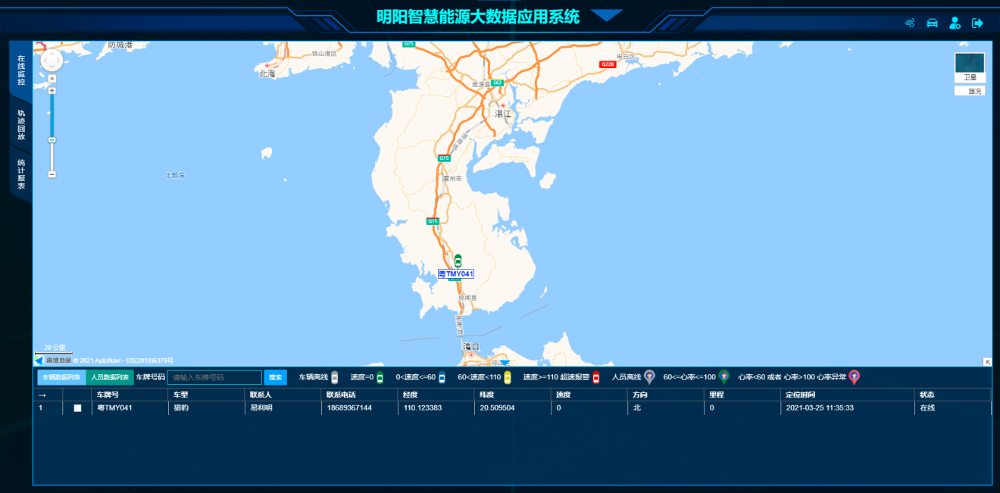 明阳智慧能源大数据应用系统
在线监控
轨迹回放
统计报表
防城港
北海
铁山港区
G75
遂溪县
S63
湛江
G228
电白区
卫星
路况
北部湾
G15
雷州市
G15
粤TMY041
徐闻县
海口
20 公里
高德地图 © 2021 AutoNavi - GS(2019)6379号
车辆数据列表 人员数据列表 车牌号码 请输入车牌号码 搜索 车辆离线 速度=0 0<速度<=60 60<速度<110 速度>=110 超速报警 人员离线 60<=心率<=100 心率<60 或者 心率>100 心率异常
→ 车牌号 车型 联系人 联系电话 经度 纬度 速度 方向 里程 定位时间 状态
1 粤TMY041 猎豹 易利明 18689367144 110.123383 20.509504 0 北 0 2021-03-25 11:35:33 在线